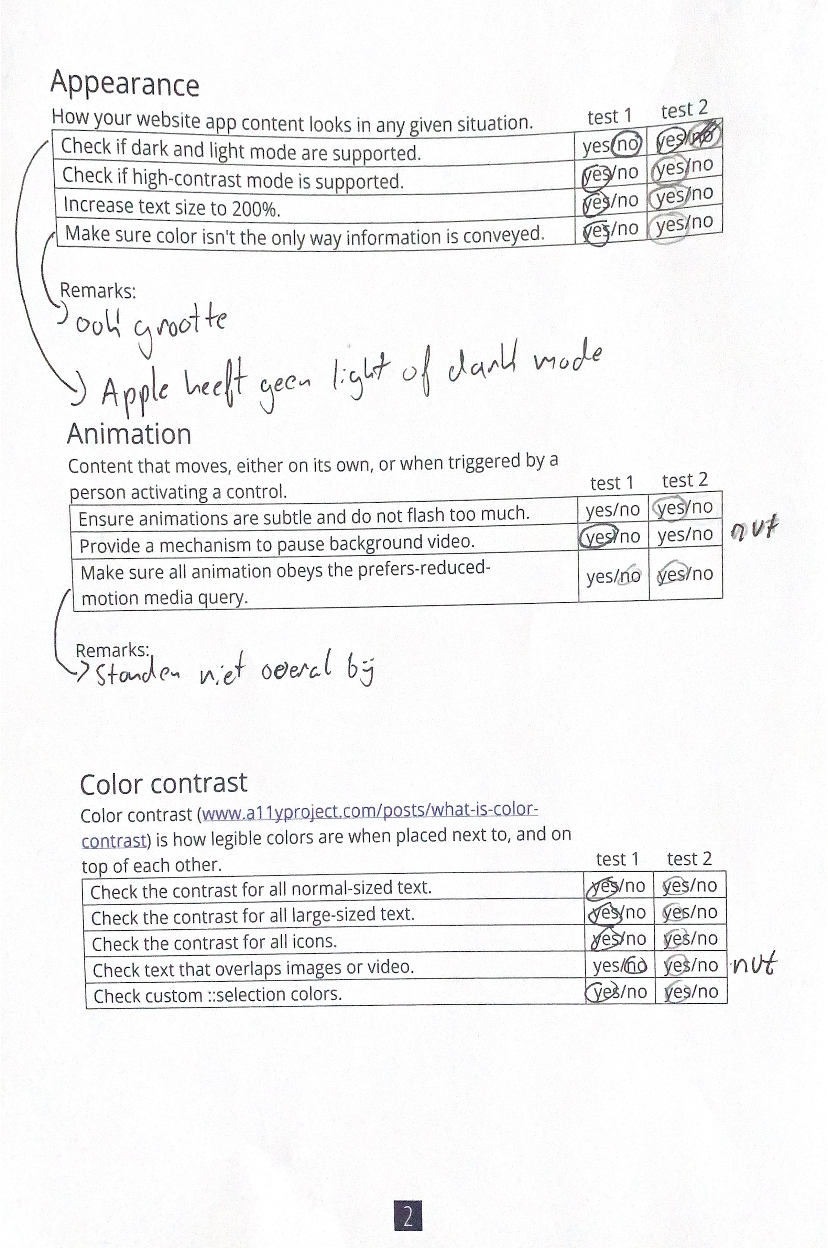 Appearance
How your website app content looks in any given situation. test 1 test 2
Check if dark and light mode are supported. yes/no yes/no
Check if high-contrast mode is supported. yes/no yes/no
Increase text size to 200%. yes/no yes/no
Make sure color isn't the only way information is conveyed. yes/no yes/no
Remarks:
ook grootte
Apple heeft geen light of dark mode
Animation
Content that moves, either on its own, or when triggered by a
person activating a control. test 1 test 2
Ensure animations are subtle and do not flash too much. yes/no yes/no
Provide a mechanism to pause background video. yes/no yes/no nvt
Make sure all animation obeys the prefers-reduced-
motion media query. yes/no yes/no
Remarks:
Standen niet overal bij
Color contrast
Color contrast (www.a11yproject.com/posts/what-is-color-
contrast) is how legible colors are when placed next to, and on
top of each other. test 1 test 2
Check the contrast for all normal-sized text. yes/no yes/no
Check the contrast for all large-sized text. yes/no yes/no
Check the contrast for all icons. yes/no yes/no
Check text that overlaps images or video. yes/no yes/no nvt
Check custom ::selection colors. yes/no yes/no
2